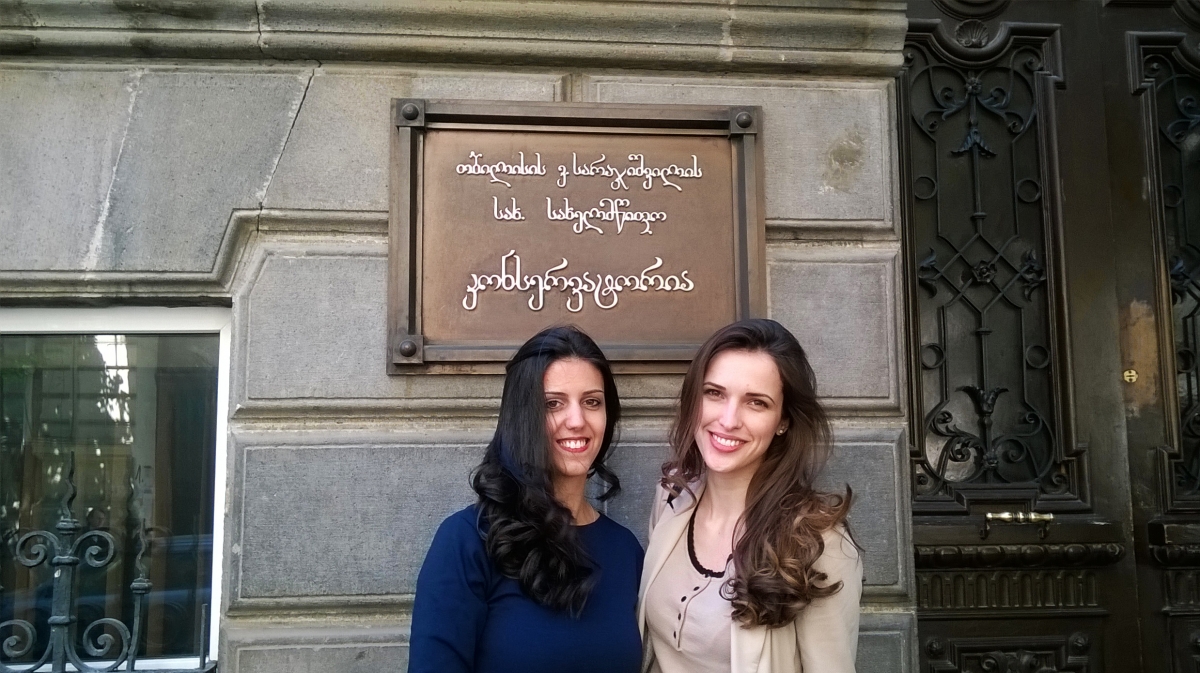 თბილისის ვ. სარაჯიშვილის
სახ. სახელმწიფო
კონსერვატორია